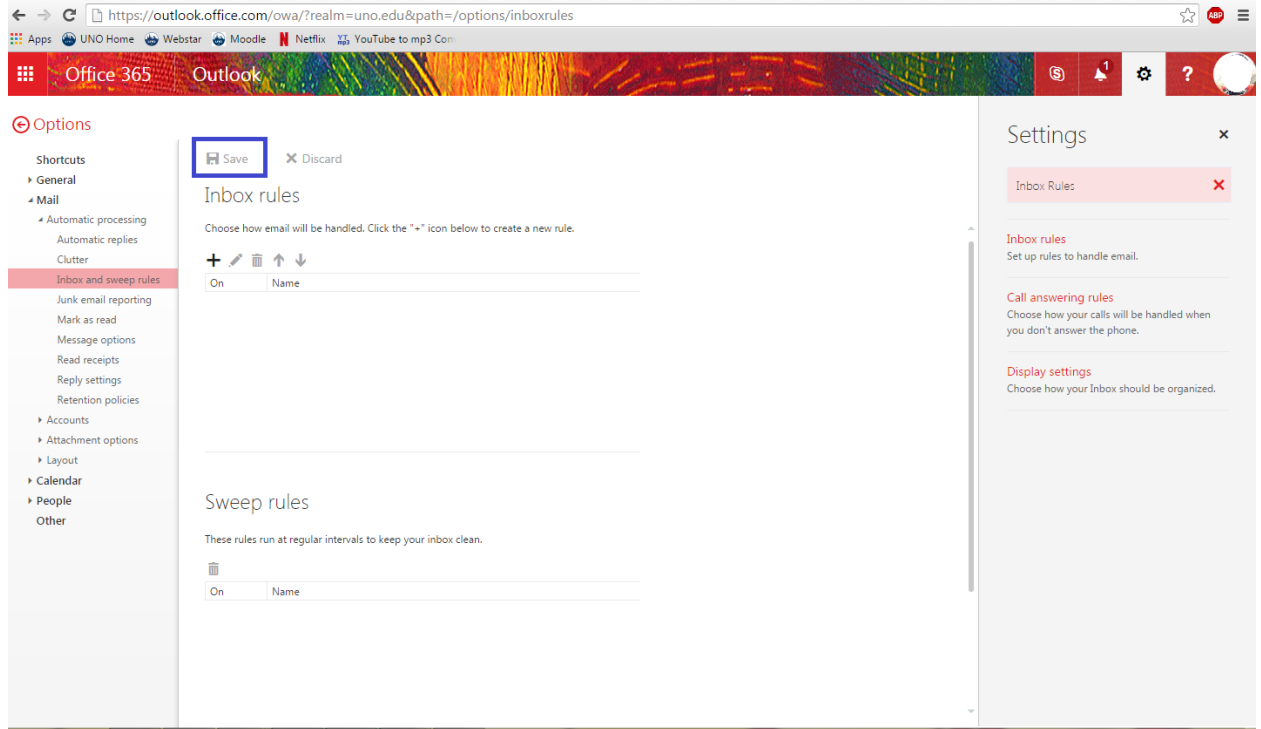 https://outlook.office.com/owa/?realm=uno.edu&path=/options/inboxrules
ABP
Apps UNO Home Webstar Moodle N Netflix YT mp3 YouTube to mp3 Con
Office 365 Outlook 1 ?
Options
Shortcuts
General
Mail
Automatic processing
Automatic replies
Clutter
Inbox and sweep rules
Junk email reporting
Mark as read
Message options
Read receipts
Reply settings
Retention policies
Accounts
Attachment options
Layout
Calendar
People
Other
Save Discard
Inbox rules
Choose how email will be handled. Click the "+" icon below to create a new rule.
On Name
Sweep rules
These rules run at regular intervals to keep your inbox clean.
On Name
Settings
Inbox Rules
Inbox rules
Set up rules to handle email.
Call answering rules
Choose how your calls will be handled when
you don't answer the phone.
Display settings
Choose how your Inbox should be organized.